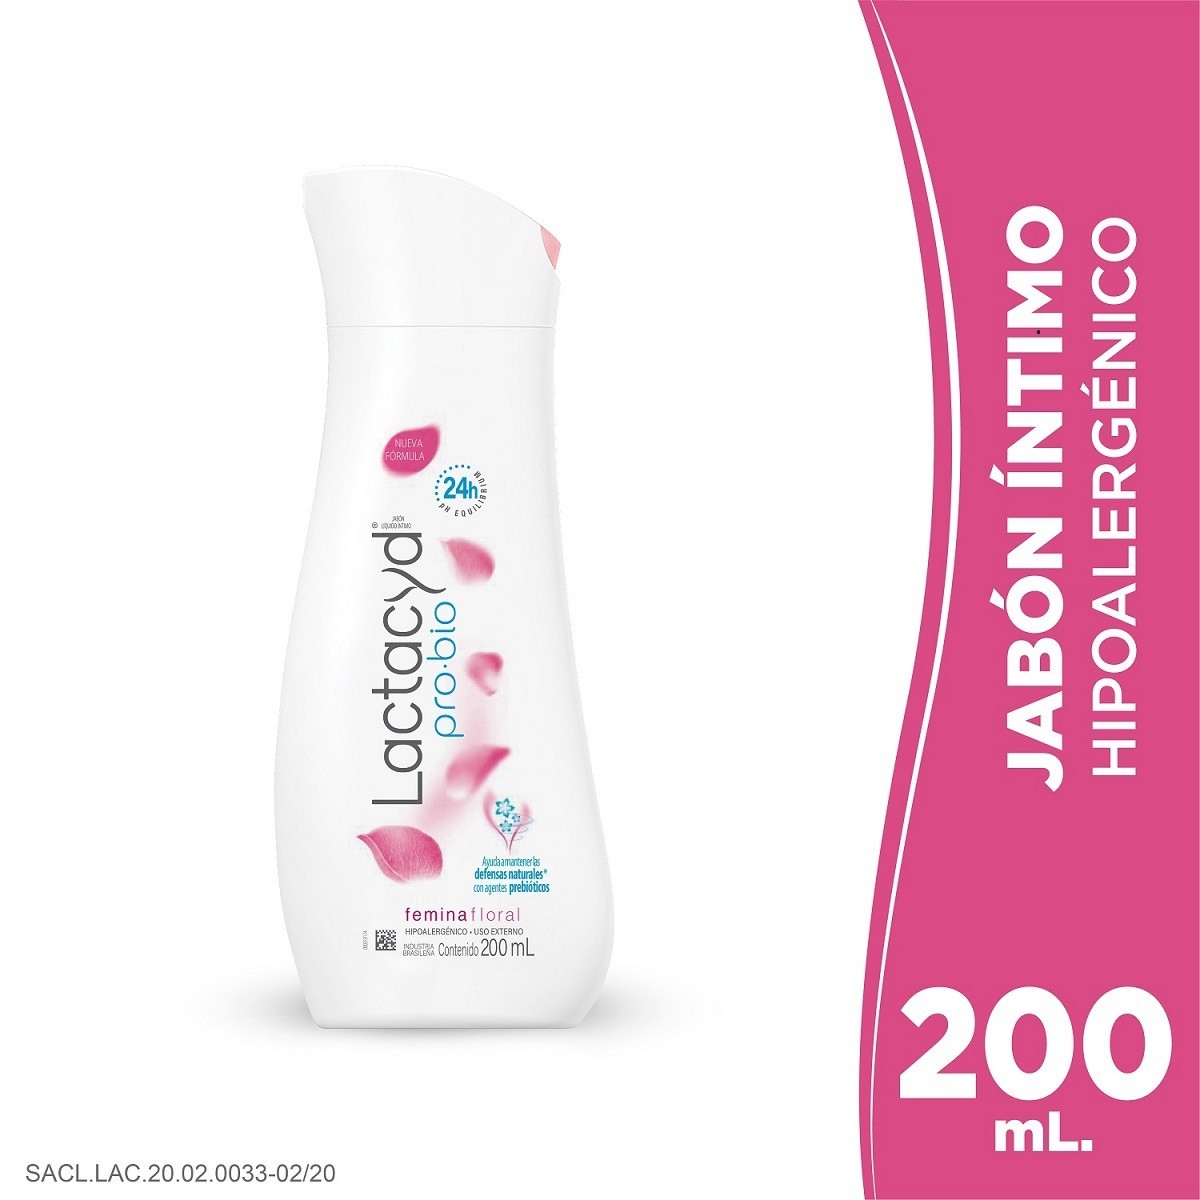 NUEVA
FÓRMULA
24h
PH EQUILIBRIUM
JABÓN
LÍQUIDO ÍNTIMO
Lactacyd®
pro·bio
Ayuda a mantener las
defensas naturales*
con agentes prebióticos
femina floral
HIPOALERGÉNICO • USO EXTERNO
INDUSTRIA
BRASILEÑA
Contenido 200 mL
JABÓN ÍNTIMO
HIPOALERGÉNICO
200
mL.
SACL.LAC.20.02.0033-02/20